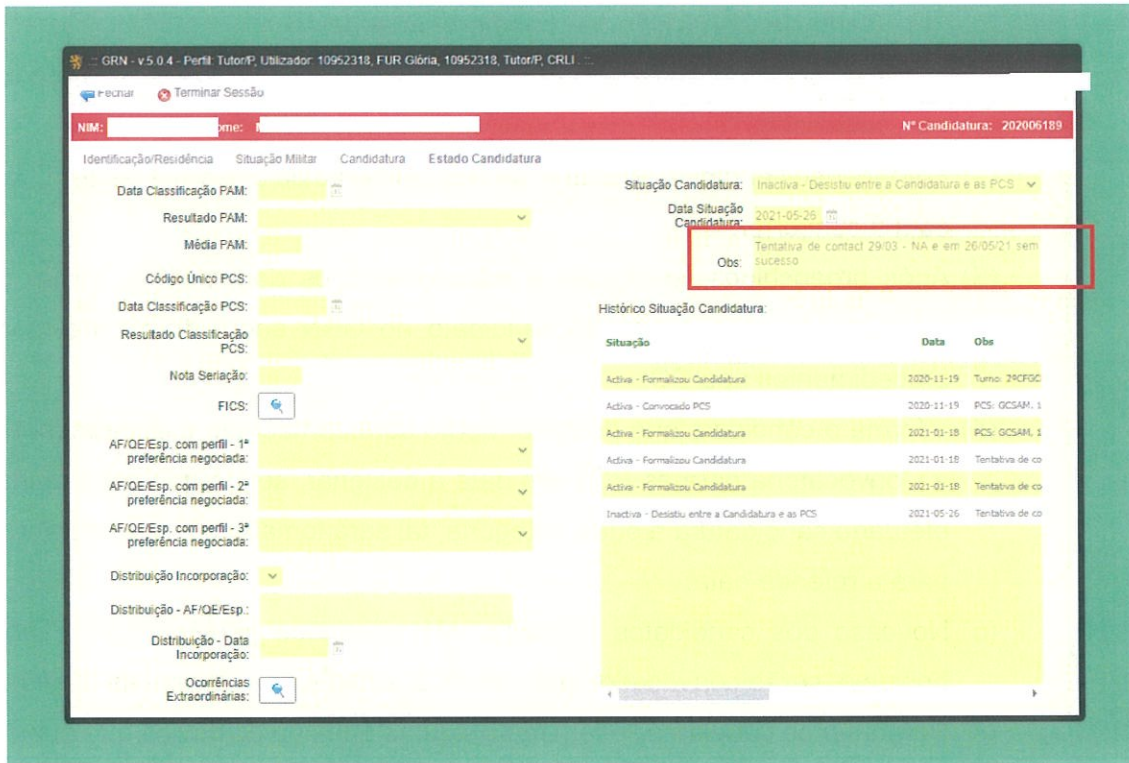 .:: GRN - v.5.0.4 - Perfil: Tutor/P, Utilizador: 10952318, FUR Glória, 10952318, Tutor/P, CRLI . ::.
Fechar Terminar Sessão
NIM: ome: Nº Candidatura: 202006189
Identificação/Residência Situação Militar Candidatura Estado Candidatura
Data Classificação PAM:
Resultado PAM:
Média PAM:
Código Único PCS:
Data Classificação PCS:
Resultado Classificação
PCS:
Nota Seriação:
FICS:
AF/QE/Esp. com perfil - 1ª
preferência negociada:
AF/QE/Esp. com perfil - 2ª
preferência negociada:
AF/QE/Esp. com perfil - 3ª
preferência negociada:
Distribuição Incorporação:
Distribuição - AF/QE/Esp.:
Distribuição - Data
Incorporação:
Ocorrências
Extraordinárias:
Situação Candidatura: Inactiva - Desistiu entre a Candidatura e as PCS
Data Situação
Candidatura: 2021-05-26
Obs: Tentativa de contact 29/03 - NA e em 26/05/21 sem
sucesso
Histórico Situação Candidatura:
Situação Data Obs
Activa - Formalizou Candidatura 2020-11-19 Turno: 2ºCFGC
Activa - Convocado PCS 2020-11-19 PCS: GCSAM, 1
Activa - Formalizou Candidatura 2021-01-18 PCS: GCSAM, 1
Activa - Formalizou Candidatura 2021-01-18 Tentativa de co
Activa - Formalizou Candidatura 2021-01-18 Tentativa de co
Inactiva - Desistiu entre a Candidatura e as PCS 2021-05-26 Tentativa de co